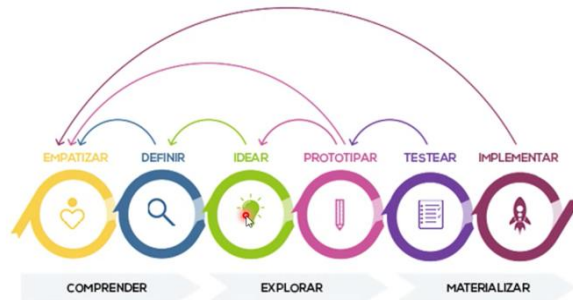 EMPATIZAR DEFINIR IDEAR PROTOTIPAR TESTEAR IMPLEMENTAR
COMPRENDER EXPLORAR MATERIALIZAR